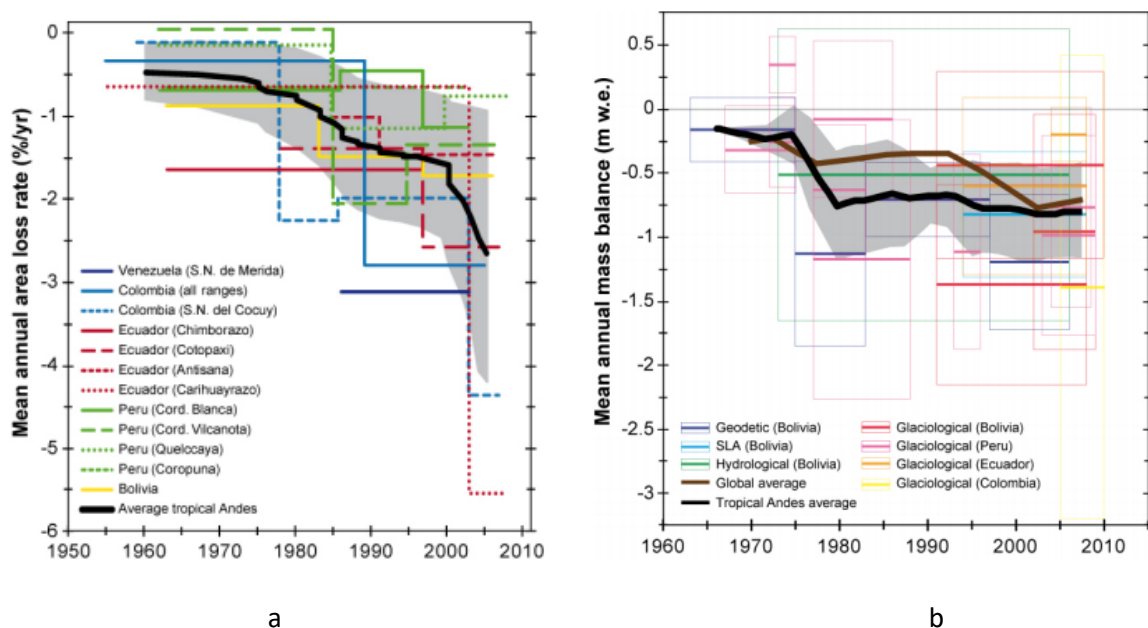 Mean annual area loss rate (%/yr)
0
-1
-2
-3
-4
-5
-6
1950
1960
1970
1980
1990
2000
2010
Venezuela (S.N. de Merida)
Colombia (all ranges)
Colombia (S.N. del Cocuy)
Ecuador (Chimborazo)
Ecuador (Cotopaxi)
Ecuador (Antisana)
Ecuador (Carihuayrazo)
Peru (Cord. Blanca)
Peru (Cord. Vilcanota)
Peru (Quelccaya)
Peru (Coropuna)
Bolivia
Average tropical Andes
a
Mean annual mass balance (m w.e.)
0.5
0
-0.5
-1
-1.5
-2
-2.5
-3
1960
1970
1980
1990
2000
2010
Geodetic (Bolivia)
SLA (Bolivia)
Hydrological (Bolivia)
Global average
Tropical Andes average
Glaciological (Bolivia)
Glaciological (Peru)
Glaciological (Ecuador)
Glaciological (Colombia)
b